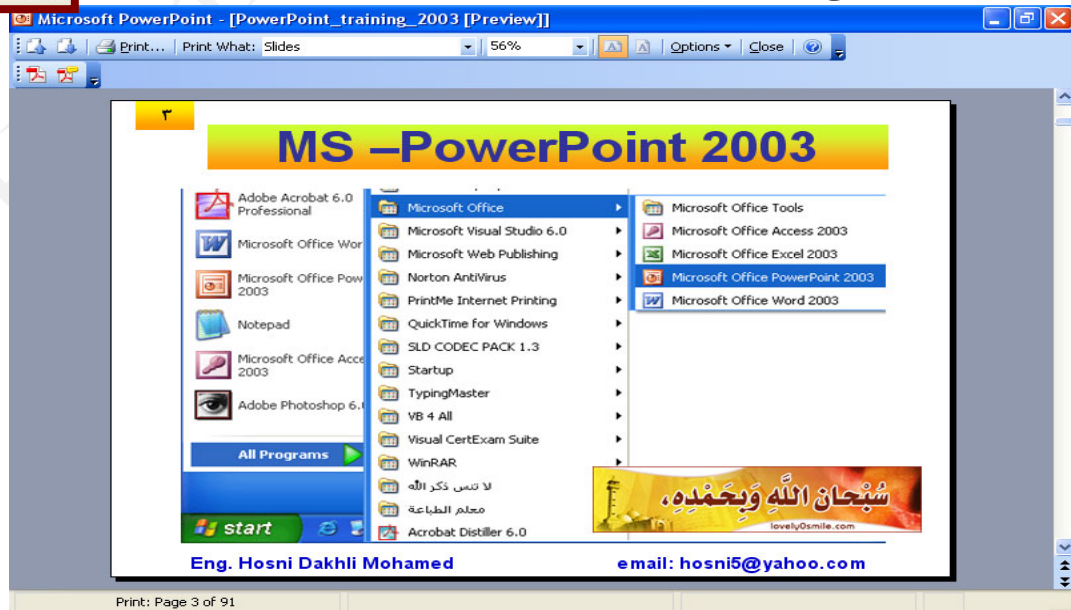 Microsoft PowerPoint - [PowerPoint_training_2003 [Preview]]
Print... Print What: Slides 56% Options Close
٣
MS –PowerPoint 2003
Adobe Acrobat 6.0
Professional
Microsoft Office Wor
Microsoft Office Pow
2003
Notepad
Microsoft Office Acce
2003
Adobe Photoshop 6.
All Programs
start
Microsoft Office
Microsoft Visual Studio 6.0
Microsoft Web Publishing
Norton AntiVirus
PrintMe Internet Printing
QuickTime for Windows
SLD CODEC PACK 1.3
Startup
TypingMaster
VB 4 All
Visual CertExam Suite
WinRAR
لا تنس ذكر الله
معلم الطباعة
Acrobat Distiller 6.0
Microsoft Office Tools
Microsoft Office Access 2003
Microsoft Office Excel 2003
Microsoft Office PowerPoint 2003
Microsoft Office Word 2003
سُبْحَانَ اللَّهِ وَبِحَمْدِهِ،
lovely0smile.com
Eng. Hosni Dakhli Mohamed email: hosni5@yahoo.com
Print: Page 3 of 91